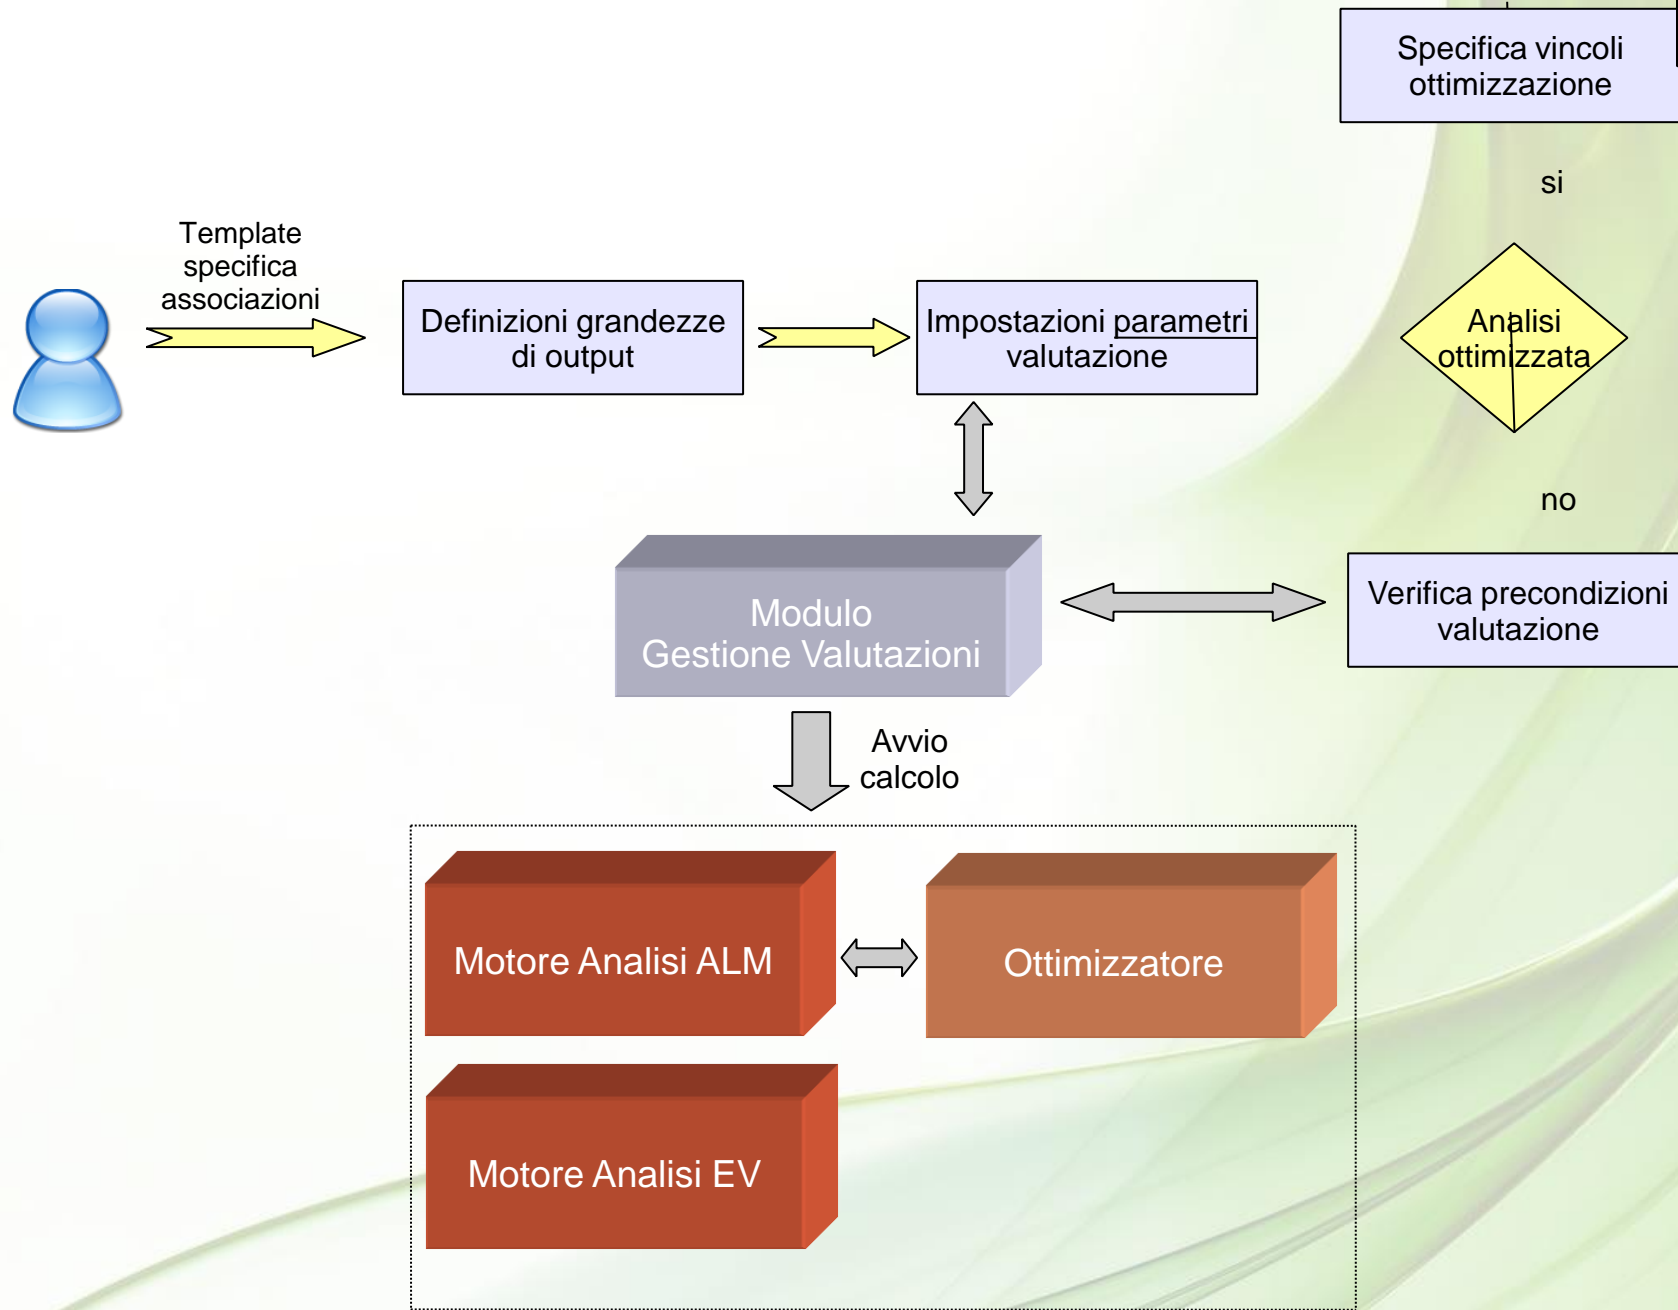 Specifica vincoli
ottimizzazione
si
Template
specifica
associazioni
Definizioni grandezze
di output
Impostazioni parametri
valutazione
Analisi
ottimizzata
no
Modulo
Gestione Valutazioni
Verifica precondizioni
valutazione
Avvio
calcolo
Motore Analisi ALM
Ottimizzatore
Motore Analisi EV